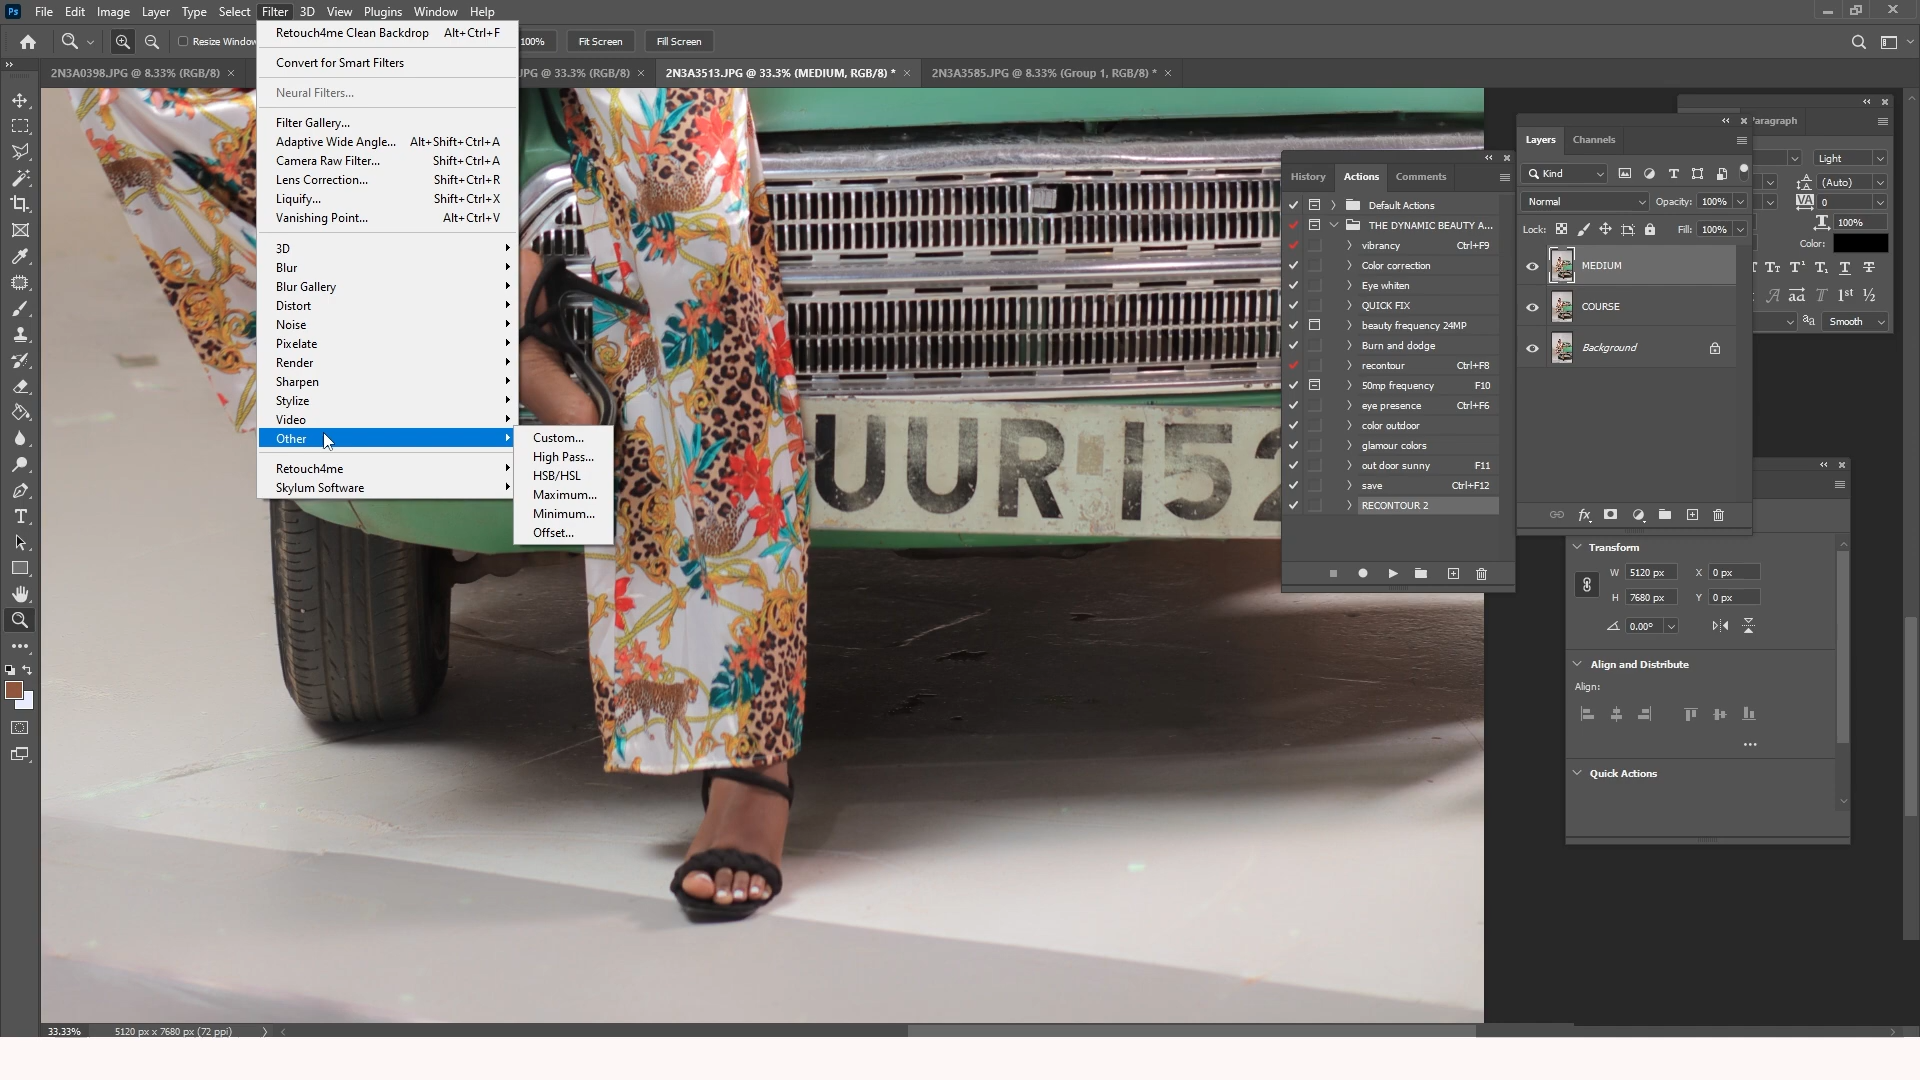 Ps File Edit Image Layer Type Select Filter 3D View Plugins Window Help
Resize Window
100%
Fit Screen
Fill Screen
2N3A0398.JPG @ 8.33% (RGB/8)
JPG @ 33.3% (RGB/8)
2N3A3513.JPG @ 33.3% (MEDIUM, RGB/8) *
2N3A3585.JPG @ 8.33% (Group 1, RGB/8) *
Retouch4me Clean Backdrop Alt+Ctrl+F
Convert for Smart Filters
Neural Filters...
Filter Gallery...
Adaptive Wide Angle... Alt+Shift+Ctrl+A
Camera Raw Filter... Shift+Ctrl+A
Lens Correction... Shift+Ctrl+R
Liquify... Shift+Ctrl+X
Vanishing Point... Alt+Ctrl+V
3D
Blur
Blur Gallery
Distort
Noise
Pixelate
Render
Sharpen
Stylize
Video
Other
Retouch4me
Skylum Software
Custom...
High Pass...
HSB/HSL
Maximum...
Minimum...
Offset...
UUR 152
History Actions Comments
Default Actions
THE DYNAMIC BEAUTY A...
vibrancy Ctrl+F9
Color correction
Eye whiten
QUICK FIX
beauty frequency 24MP
Burn and dodge
recontour Ctrl+F8
50mp frequency F10
eye presence Ctrl+F6
color outdoor
glamour colors
out door sunny F11
save Ctrl+F12
RECONTOUR 2
Layers Channels
Kind
Normal Opacity: 100%
Lock: Fill: 100%
MEDIUM
COURSE
Background
fx
Paragraph
Light
(Auto)
VA 0
100%
Color:
1st ½
aa Smooth
Transform
W 5120 px X 0 px
H 7680 px Y 0 px
0.00°
Align and Distribute
Align:
Quick Actions
33.33% 5120 px x 7680 px (72 ppi)